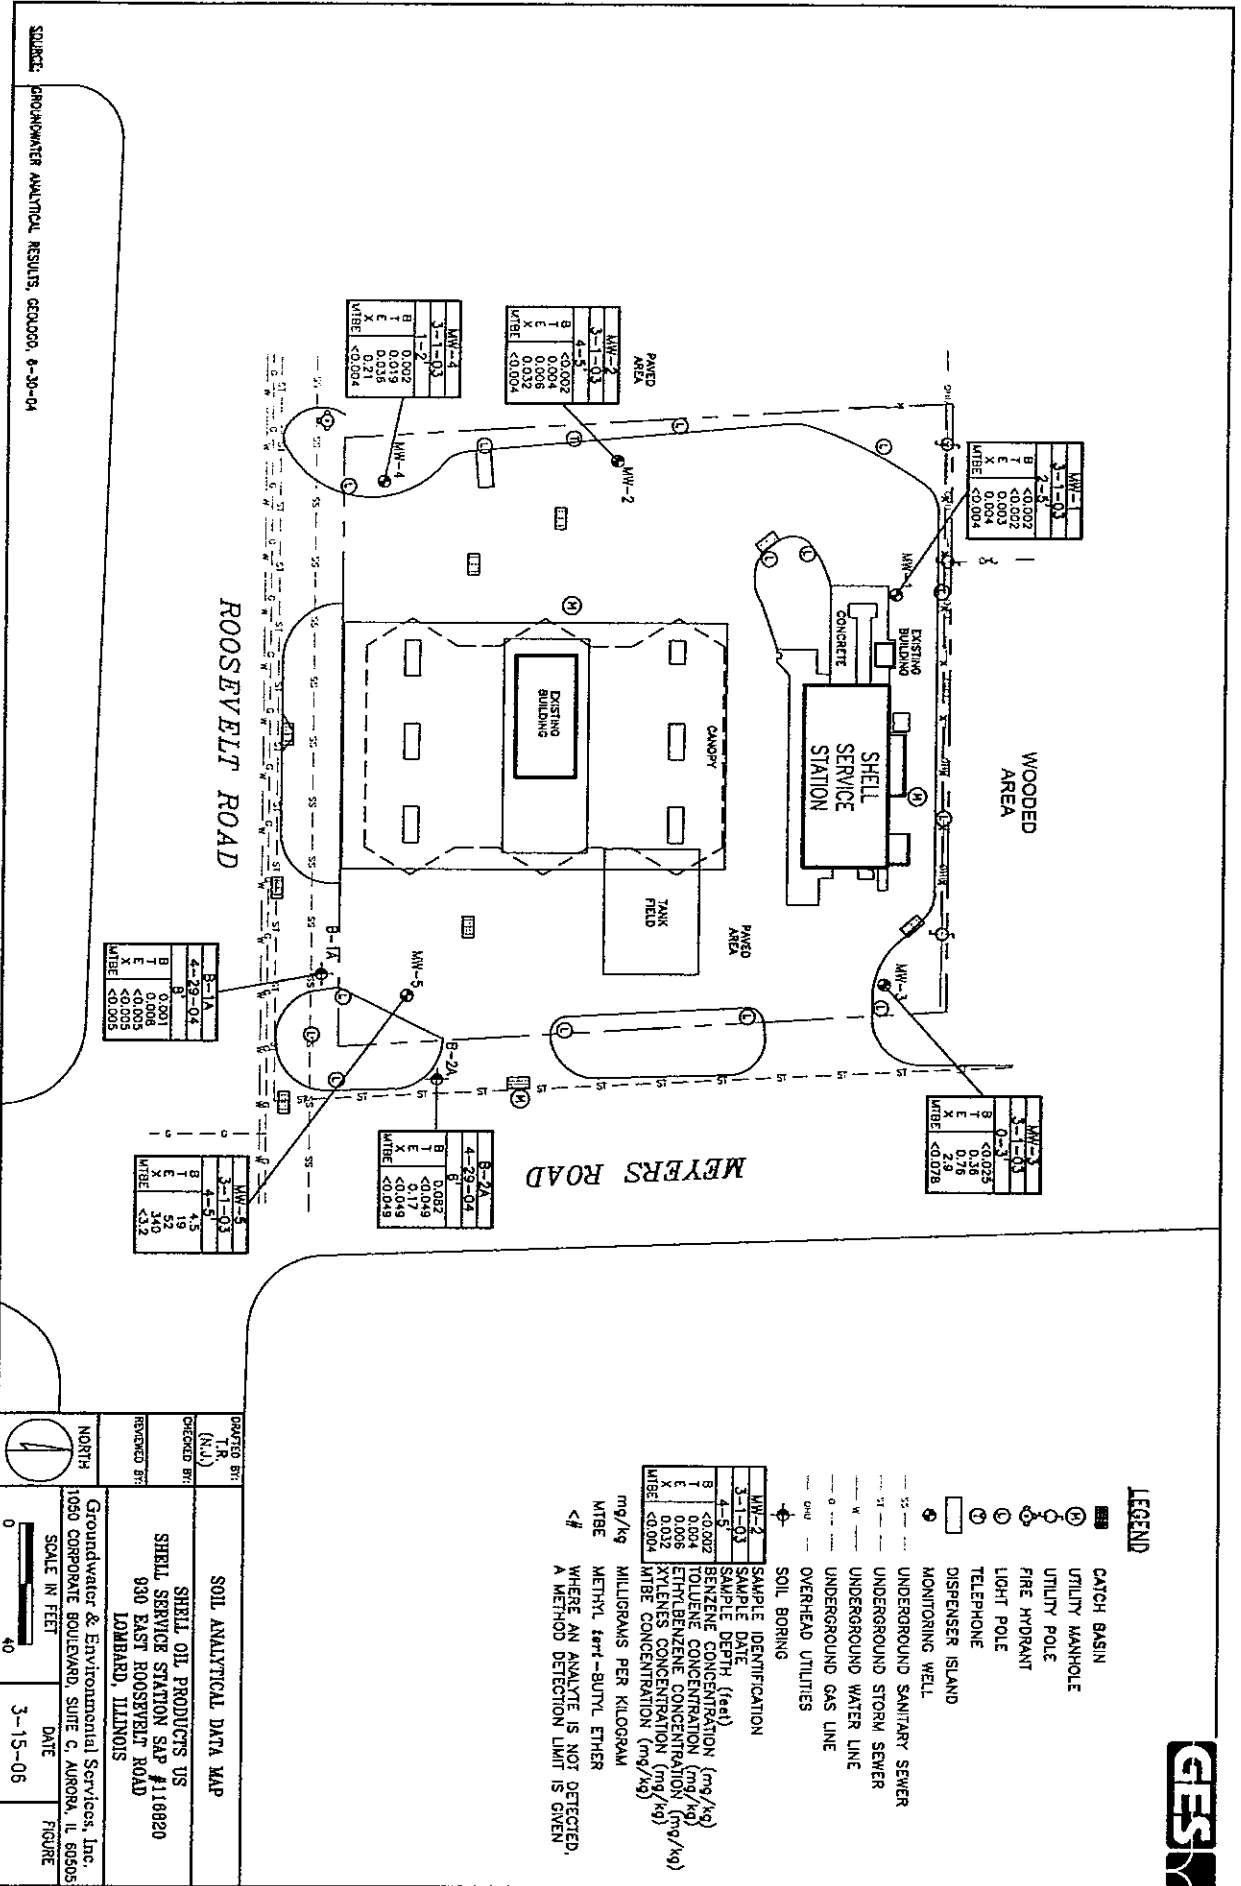 GES
LEGEND
CATCH BASIN
M UTILITY MANHOLE
UTILITY POLE
FIRE HYDRANT
L LIGHT POLE
T TELEPHONE
DISPENSER ISLAND
MONITORING WELL
SS UNDERGROUND SANITARY SEWER
ST UNDERGROUND STORM SEWER
W UNDERGROUND WATER LINE
G UNDERGROUND GAS LINE
OHU OVERHEAD UTILITIES
SOIL BORING
MW-2 SAMPLE IDENTIFICATION
3-1-03 SAMPLE DATE
4-5' SAMPLE DEPTH (feet)
B <0.002 BENZENE CONCENTRATION (mg/kg)
T 0.004 TOLUENE CONCENTRATION (mg/kg)
E 0.006 ETHYLBENZENE CONCENTRATION (mg/kg)
X 0.032 XYLENES CONCENTRATION (mg/kg)
MTBE <0.004 MTBE CONCENTRATION (mg/kg)
mg/kg MILLIGRAMS PER KILOGRAM
MTBE METHYL tert-BUTYL ETHER
<# WHERE AN ANALYTE IS NOT DETECTED,
A METHOD DETECTION LIMIT IS GIVEN
WOODED
AREA
MW-1
3-1-03
2-5'
B <0.002
T <0.002
E 0.003
X 0.004
MTBE <0.004
MW-1
EXISTING
BUILDING
CONCRETE
SHELL
SERVICE
STATION
MW-3
MW-3
3-1-03
0-3'
B <0.025
T 0.36
E 0.76
X 2.9
MTBE <0.078
PAVED
AREA
MW-2
3-1-03
4-5'
B <0.002
T 0.004
E 0.006
X 0.032
MTBE <0.004
MW-2
CANOPY
EXISTING
BUILDING
TANK
FIELD
PAVED
AREA
MW-4
3-1-03
1-2'
B 0.002
T 0.019
E 0.036
X 0.21
MTBE <0.004
MW-4
MW-5
B-1A
B-2A
B-2A
4-29-04
6'
B 0.082
T <0.049
E 0.17
X <0.049
MTBE <0.049
MEYERS ROAD
ROOSEVELT ROAD
B-1A
4-29-04
8'
B 0.001
T 0.008
E <0.005
X <0.005
MTBE <0.005
MW-5
3-1-03
4-5'
B 4.5
T 19
E 52
X 340
MTBE <3.2
SOURCE: GROUNDWATER ANALYTICAL RESULTS, GEOLOGO, 6-30-04
DRAFTED BY:
T.R.
(N.J.)
CHECKED BY:
REVIEWED BY:
NORTH
SOIL ANALYTICAL DATA MAP
SHELL OIL PRODUCTS US
SHELL SERVICE STATION SAP #116820
930 EAST ROOSEVELT ROAD
LOMBARD, ILLINOIS
Groundwater & Environmental Services, Inc.
1050 CORPORATE BOULEVARD, SUITE C, AURORA, IL 60505
SCALE IN FEET
0 40
DATE
3-15-06
FIGURE